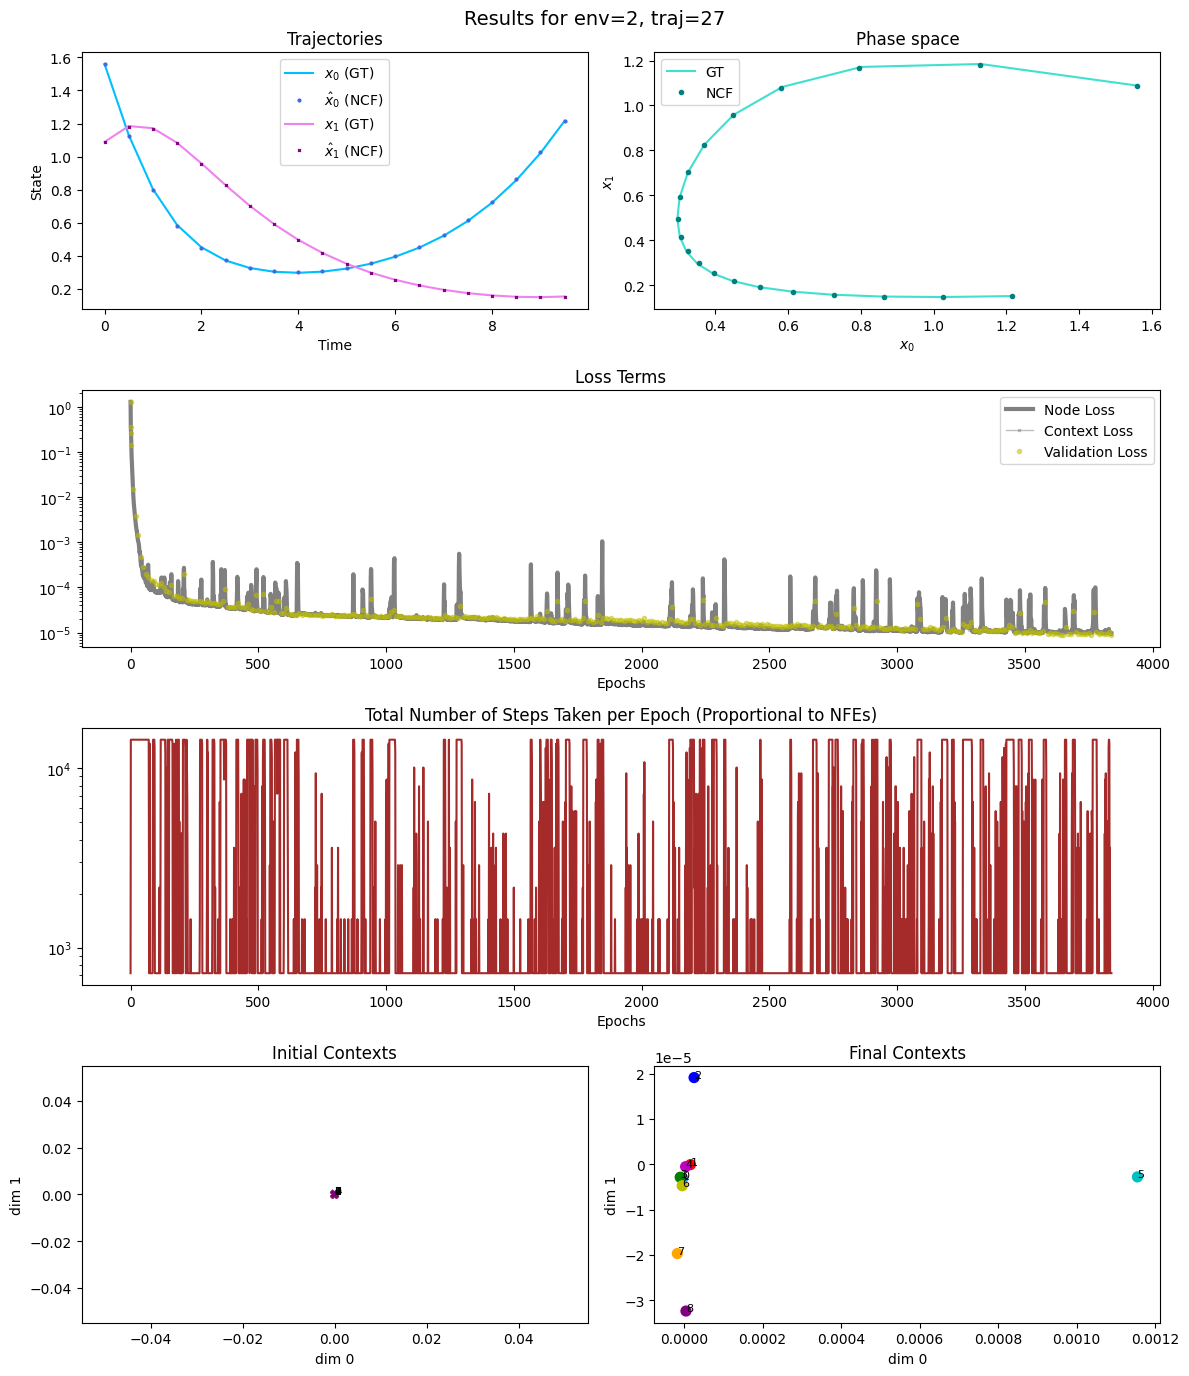 Results for env=2, traj=27
Trajectories
x_0 (GT)
x̂_0 (NCF)
x_1 (GT)
x̂_1 (NCF)
1.6
1.4
1.2
1.0
0.8
0.6
0.4
0.2
State
0 2 4 6 8
Time
Phase space
GT
NCF
1.2
1.0
0.8
0.6
0.4
0.2
x_1
0.4 0.6 0.8 1.0 1.2 1.4 1.6
x_0
Loss Terms
Node Loss
Context Loss
Validation Loss
10^0
10^−1
10^−2
10^−3
10^−4
10^−5
0 500 1000 1500 2000 2500 3000 3500 4000
Epochs
Total Number of Steps Taken per Epoch (Proportional to NFEs)
10^4
10^3
0 500 1000 1500 2000 2500 3000 3500 4000
Epochs
Initial Contexts
0.04
0.02
0.00
−0.02
−0.04
dim 1
−0.04 −0.02 0.00 0.02 0.04
dim 0
Final Contexts
1e−5
2
1
0
−1
−2
−3
dim 1
2
1
5
6
7
8
0.0000 0.0002 0.0004 0.0006 0.0008 0.0010 0.0012
dim 0